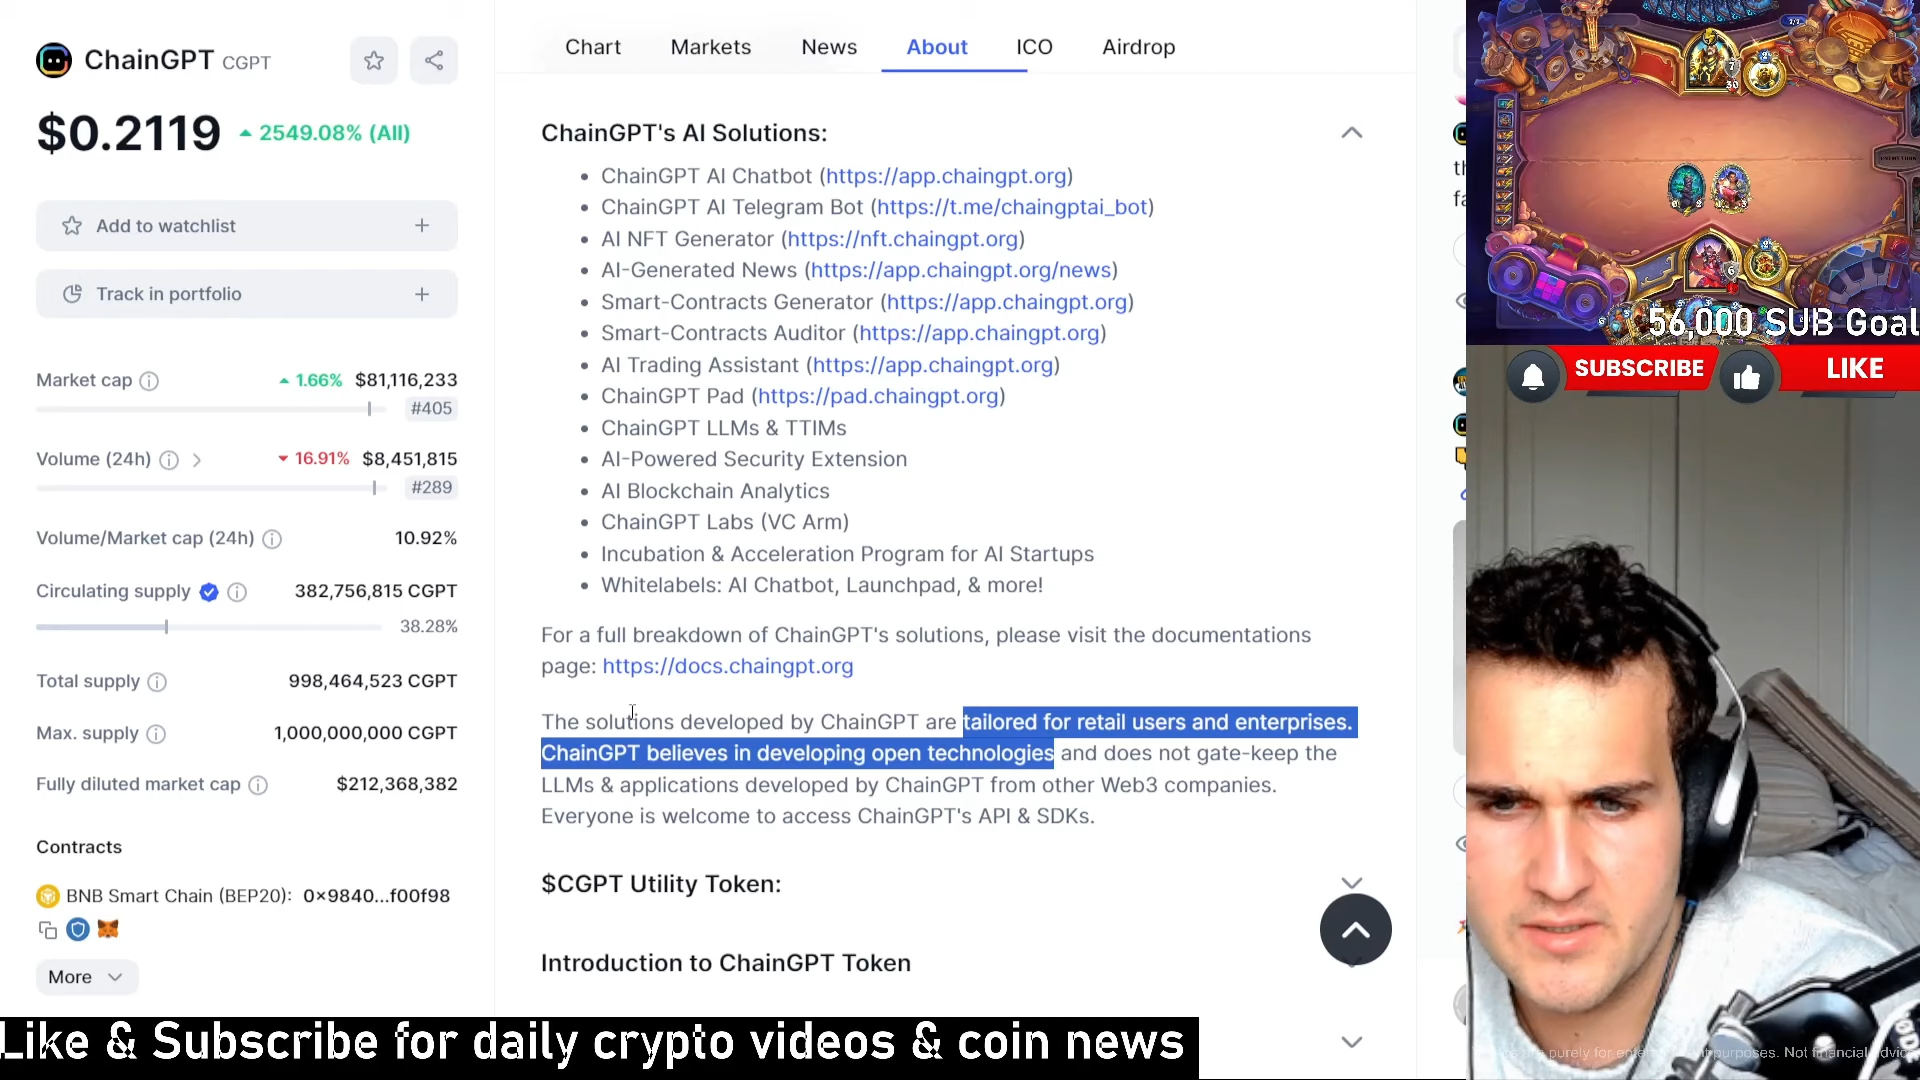 ChainGPT CGPT
$0.2119 2549.08% (All)
Add to watchlist
Track in portfolio
Market cap 1.66% $81,116,233
#405
Volume (24h) 16.91% $8,451,815
#289
Volume/Market cap (24h) 10.92%
Circulating supply 382,756,815 CGPT
38.28%
Total supply 998,464,523 CGPT
Max. supply 1,000,000,000 CGPT
Fully diluted market cap $212,368,382
Contracts
BNB Smart Chain (BEP20): 0x9840...f00f98
More
Chart Markets News About ICO Airdrop
ChainGPT's AI Solutions:
• ChainGPT AI Chatbot (https://app.chaingpt.org)
• ChainGPT AI Telegram Bot (https://t.me/chaingptai_bot)
• AI NFT Generator (https://nft.chaingpt.org)
• AI-Generated News (https://app.chaingpt.org/news)
• Smart-Contracts Generator (https://app.chaingpt.org)
• Smart-Contracts Auditor (https://app.chaingpt.org)
• AI Trading Assistant (https://app.chaingpt.org)
• ChainGPT Pad (https://pad.chaingpt.org)
• ChainGPT LLMs & TTIMs
• AI-Powered Security Extension
• AI Blockchain Analytics
• ChainGPT Labs (VC Arm)
• Incubation & Acceleration Program for AI Startups
• Whitelabels: AI Chatbot, Launchpad, & more!
For a full breakdown of ChainGPT's solutions, please visit the documentations
page: https://docs.chaingpt.org
The solutions developed by ChainGPT are tailored for retail users and enterprises.
ChainGPT believes in developing open technologies and does not gate-keep the
LLMs & applications developed by ChainGPT from other Web3 companies.
Everyone is welcome to access ChainGPT's API & SDKs.
$CGPT Utility Token:
Introduction to ChainGPT Token
56,000 SUB Goal
SUBSCRIBE LIKE
Like & Subscribe for daily crypto videos & coin news
purely for entertainment purposes. Not financial advice